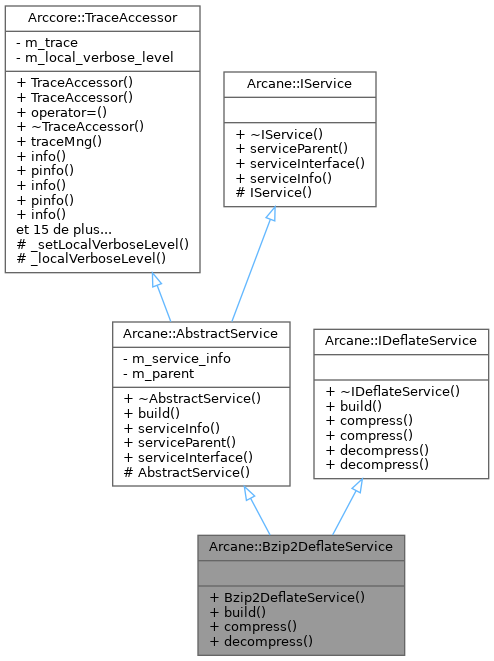 Arccore::TraceAccessor
- m_trace
- m_local_verbose_level
+ TraceAccessor()
+ TraceAccessor()
+ operator=()
+ ~TraceAccessor()
+ traceMng()
+ info()
+ pinfo()
+ info()
+ pinfo()
+ info()
et 15 de plus...
# _setLocalVerboseLevel()
# _localVerboseLevel()
Arcane::IService
+ ~IService()
+ serviceParent()
+ serviceInterface()
+ serviceInfo()
# IService()
Arcane::AbstractService
- m_service_info
- m_parent
+ ~AbstractService()
+ build()
+ serviceInfo()
+ serviceParent()
+ serviceInterface()
# AbstractService()
Arcane::IDeflateService
+ ~IDeflateService()
+ build()
+ compress()
+ compress()
+ decompress()
+ decompress()
Arcane::Bzip2DeflateService
+ Bzip2DeflateService()
+ build()
+ compress()
+ decompress()